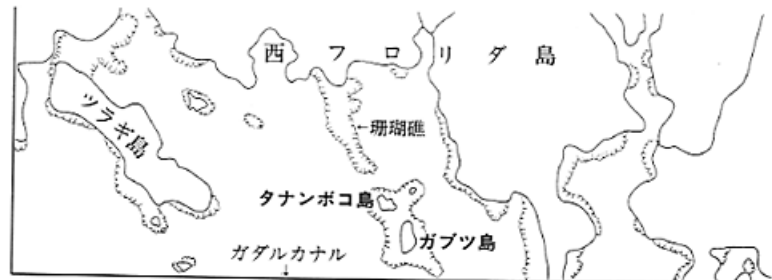 西フロリダ島
ツラギ島
←珊瑚礁
タナンボコ島
ガブツ島
ガダルカナル
↓